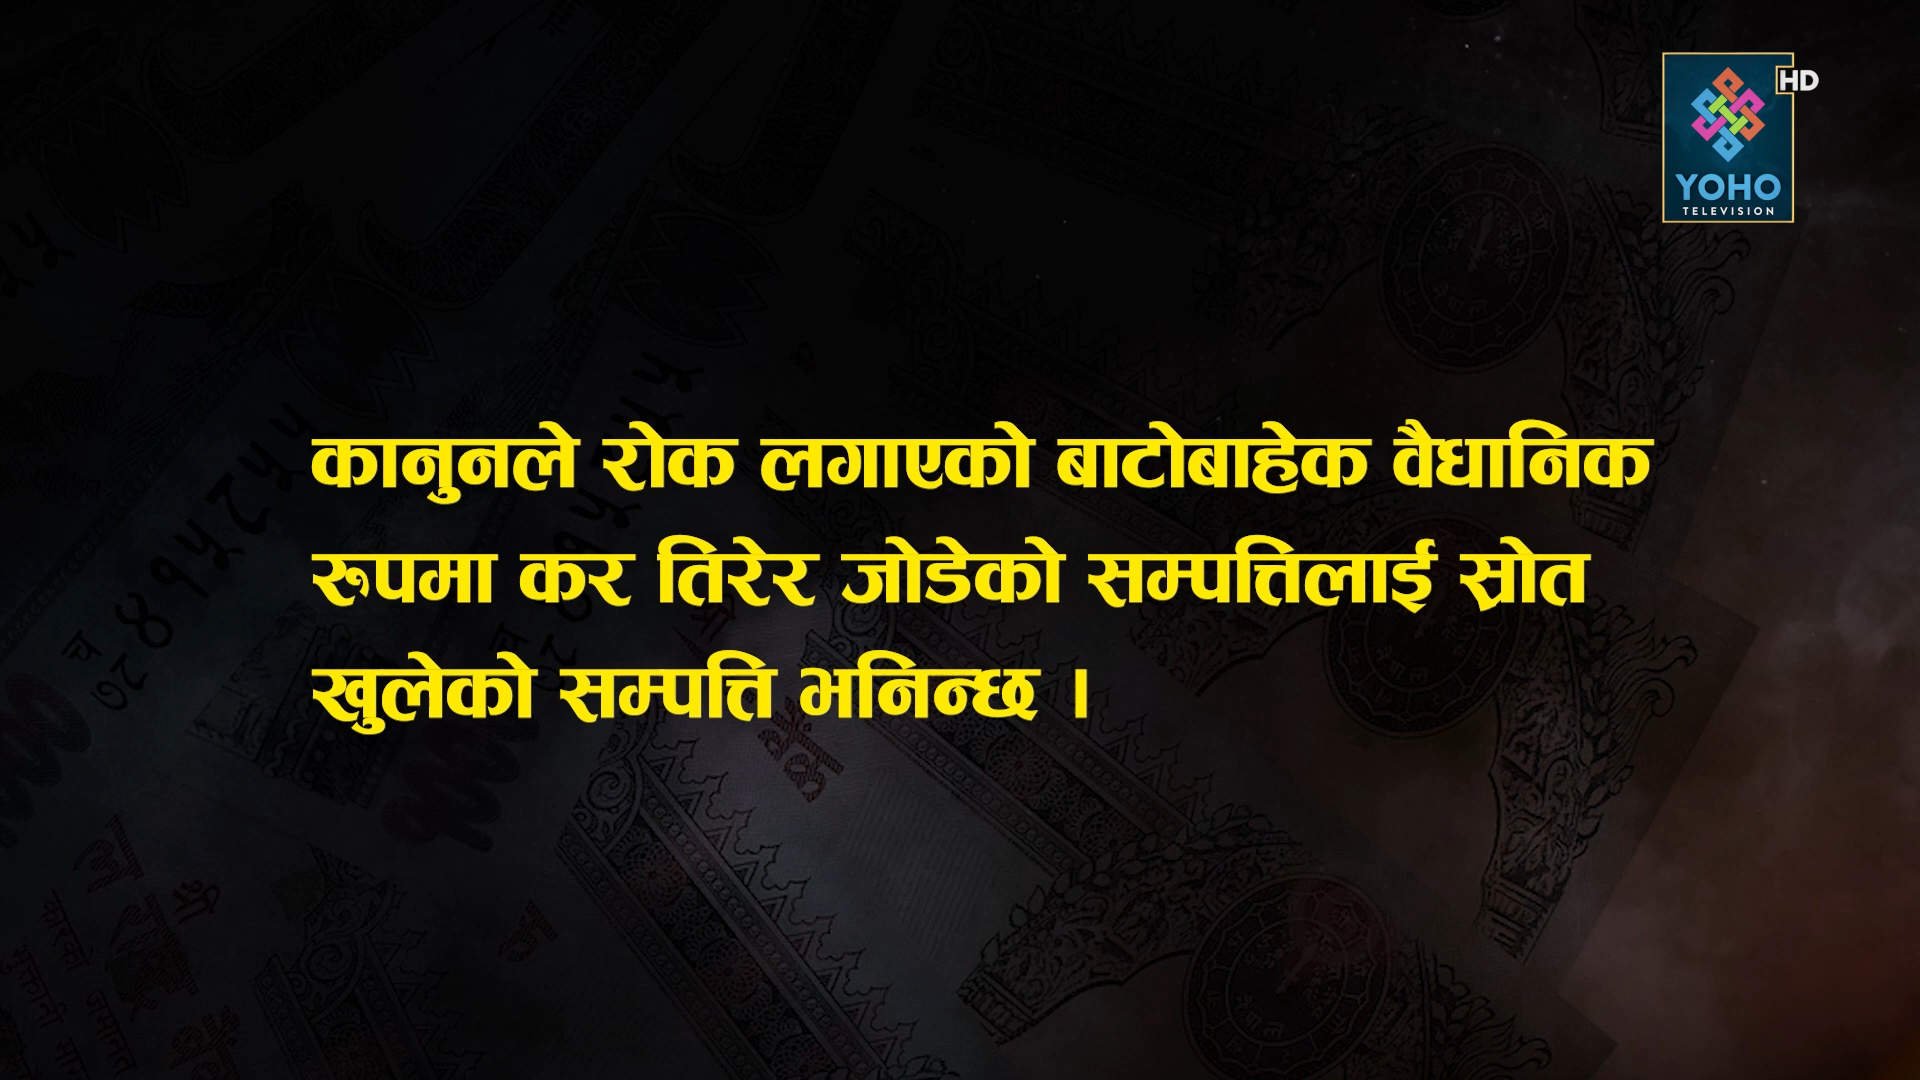 HD
YOHO
TELEVISION
कानुनले रोक लगाएको बाटोबाहेक वैधानिक
रुपमा कर तिरेर जोडेको सम्पत्तिलाई स्रोत
खुलेको सम्पत्ति भनिन्छ ।